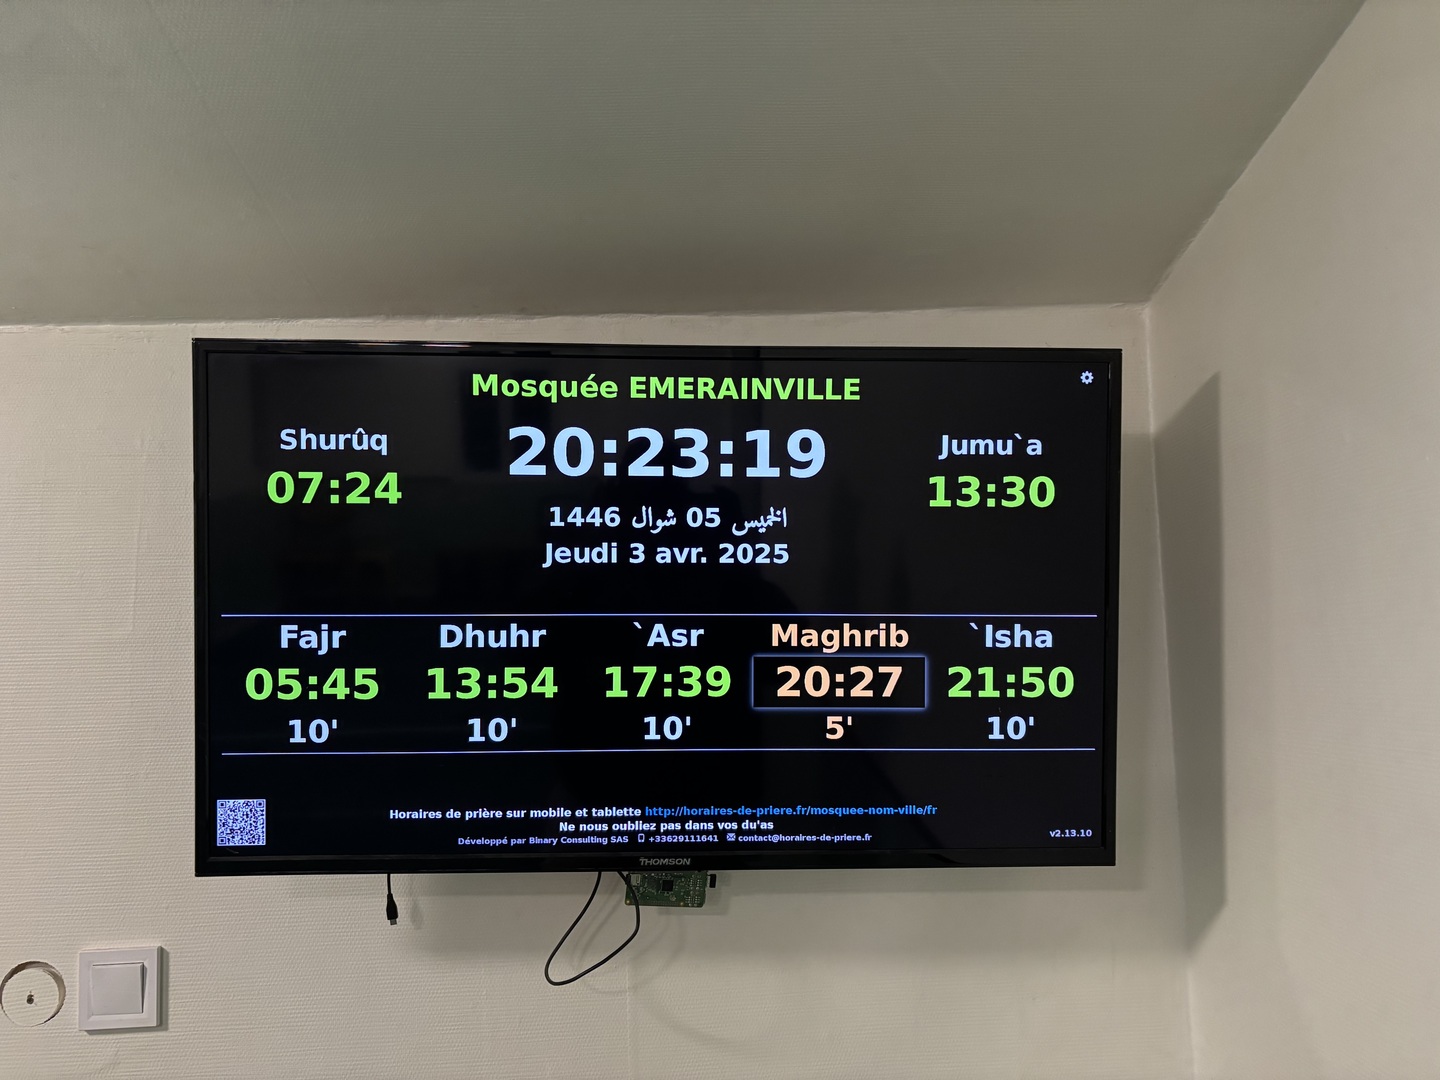 Mosquée EMERAINVILLE
Shurûq
07:24
20:23:19
الخميس 05 شوال 1446
Jeudi 3 avr. 2025
Jumu`a
13:30
Fajr Dhuhr `Asr Maghrib `Isha
05:45 13:54 17:39 20:27 21:50
10' 10' 10' 5' 10'
Horaires de prière sur mobile et tablette http://horaires-de-priere.fr/mosquee-nom-ville/fr
Ne nous oubliez pas dans vos du'as
Développé par Binary Consulting SAS +33629111641 contact@horaires-de-priere.fr
v2.13.10
THOMSON